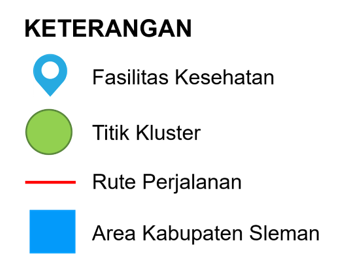 KETERANGAN
Fasilitas Kesehatan
Titik Kluster
Rute Perjalanan
Area Kabupaten Sleman